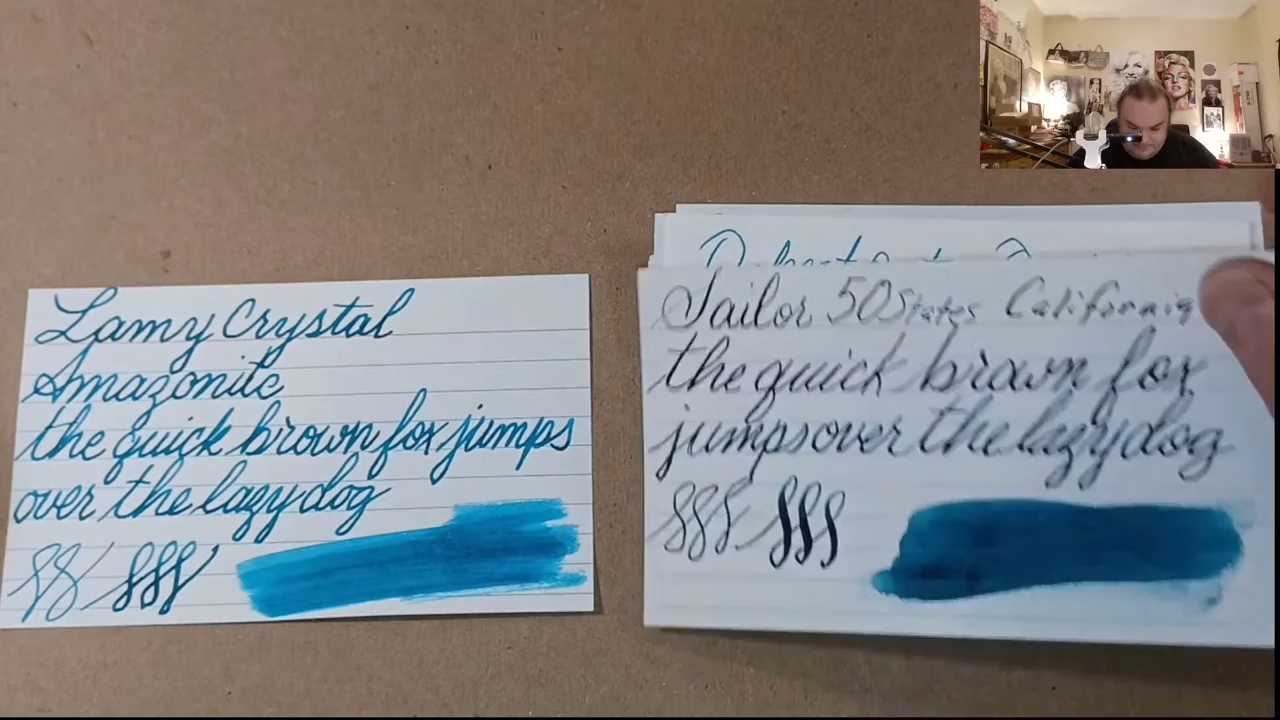 Lamy Crystal
Amazonite
the quick brown fox jumps
over the lazy dog
Sailor 50 States California
the quick brown fox
jumps over the lazy dog